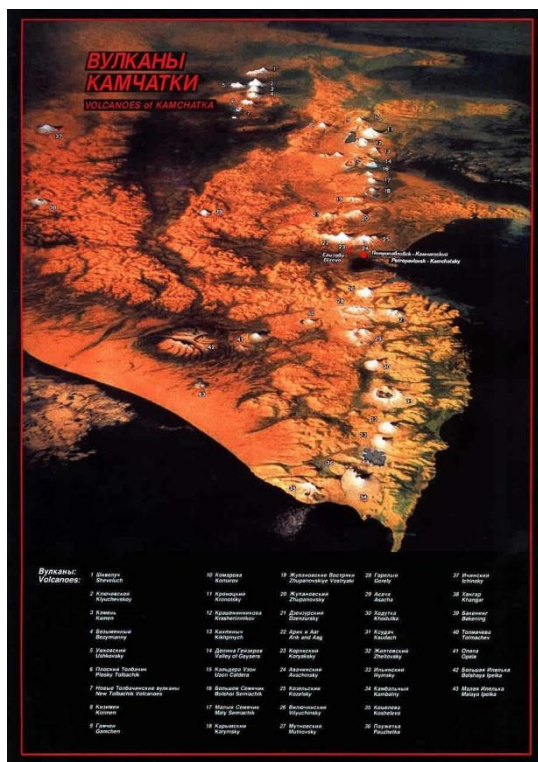 ВУЛКАНЫ
КАМЧАТКИ
VOLCANOES of KAMCHATKA
Елизово
Elizovo
Петропавловск-Камчатский
Petropavlovsk-Kamchatsky
Вулканы:
Volcanoes:
1 Шивелуч
Sheveluch
2 Ключевской
Klyuchevskoy
3 Камень
Kamen
4 Безымянный
Bezymianny
5 Ушковский
Ushkovsky
6 Плоский Толбачик
Plosky Tolbachik
7 Новые Толбачинские вулканы
New Tolbachik Volcanoes
8 Кизимен
Kizimen
9 Гамчен
Gamchen
10 Комарова
Komarov
11 Кроноцкий
Kronotsky
12 Крашенинникова
Krasheninnikov
13 Кихпиныч
Kikhpinych
14 Долина Гейзеров
Valley of Geysers
15 Кальдера Узон
Uzon Caldera
16 Большой Семячик
Bolshoi Semiachik
17 Малый Семячик
Maly Semiachik
18 Карымский
Karymsky
19 Жупановские Востряки
Zhupanovskiye Vostryaki
20 Жупановский
Zhupanovsky
21 Дзензурский
Dzenzursky
22 Арик и Ааг
Arik and Aag
23 Корякский
Koryaksky
24 Авачинский
Avachinsky
25 Козельский
Kozelsky
26 Вилючинский
Vilyuchinsky
27 Мутновский
Mutnovsky
28 Горелый
Gorely
29 Асача
Asacha
30 Ходутка
Khodutka
31 Ксудач
Ksudach
32 Желтовский
Zheltovsky
33 Ильинский
Ilyinsky
34 Камбальный
Kambalny
35 Кошелева
Koshelevo
36 Паужетка
Pauzhetka
37 Ичинский
Ichinsky
38 Хангар
Khangar
39 Бакенинг
Bakening
40 Толмачева
Tolmachev
41 Опала
Opala
42 Большая Ипелька
Bolshaya Ipelka
43 Малая Ипелька
Malaya Ipelka